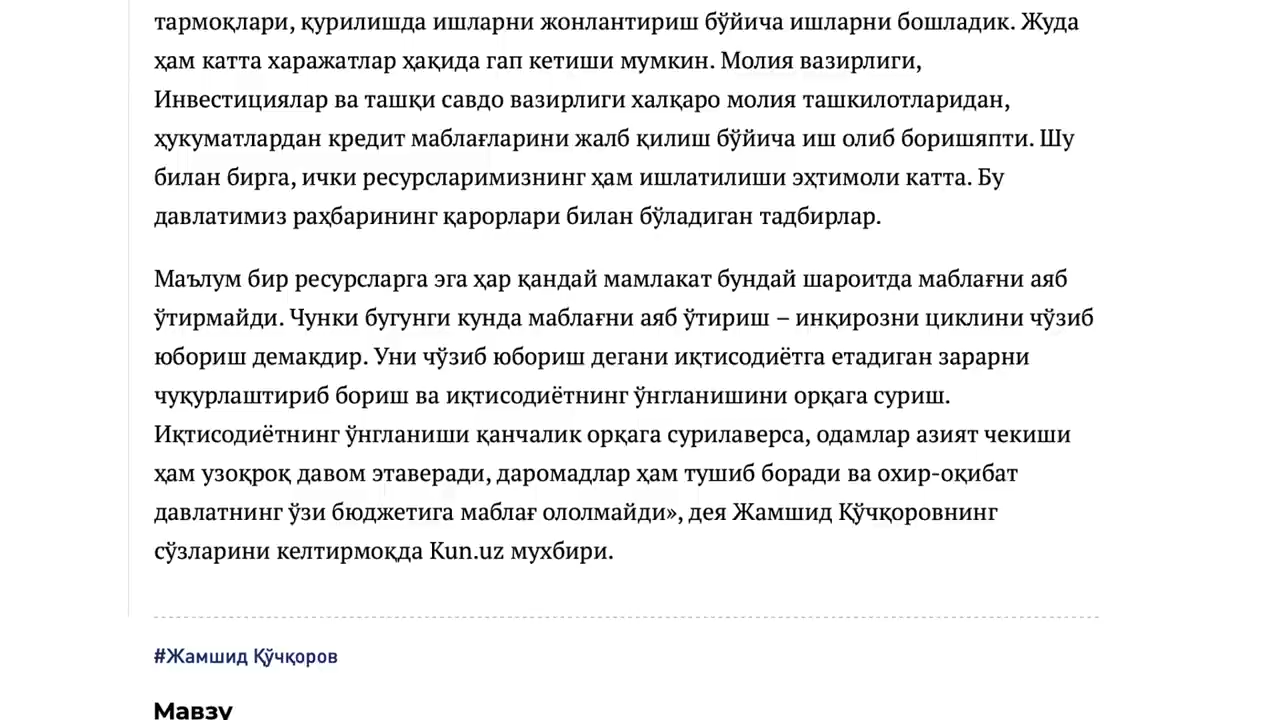 тармоқлари, қурилишда ишларни жонлантириш бўйича ишларни бошладик. Жуда
ҳам катта харажатлар ҳақида гап кетиши мумкин. Молия вазирлиги,
Инвестициялар ва ташқи савдо вазирлиги халқаро молия ташкилотларидан,
ҳукуматлардан кредит маблағларини жалб қилиш бўйича иш олиб боришяпти. Шу
билан бирга, ички ресурсларимизнинг ҳам ишлатилиши эҳтимоли катта. Бу
давлатимиз раҳбарининг қарорлари билан бўладиган тадбирлар.
Маълум бир ресурсларга эга ҳар қандай мамлакат бундай шароитда маблағни аяб
ўтирмайди. Чунки бугунги кунда маблағни аяб ўтириш – инқирозни циклини чўзиб
юбориш демакдир. Уни чўзиб юбориш дегани иқтисодиётга етадиган зарарни
чуқурлаштириб бориш ва иқтисодиётнинг ўнгланишини орқага суриш.
Иқтисодиётнинг ўнгланиши қанчалик орқага сурилаверса, одамлар азият чекиши
ҳам узоқроқ давом этаверади, даромадлар ҳам тушиб боради ва охир-оқибат
давлатнинг ўзи бюджетига маблағ ололмайди», дея Жамшид Қўчқоровнинг
сўзларини келтирмоқда Kun.uz мухбири.
#Жамшид Қўчқоров
Мавзу